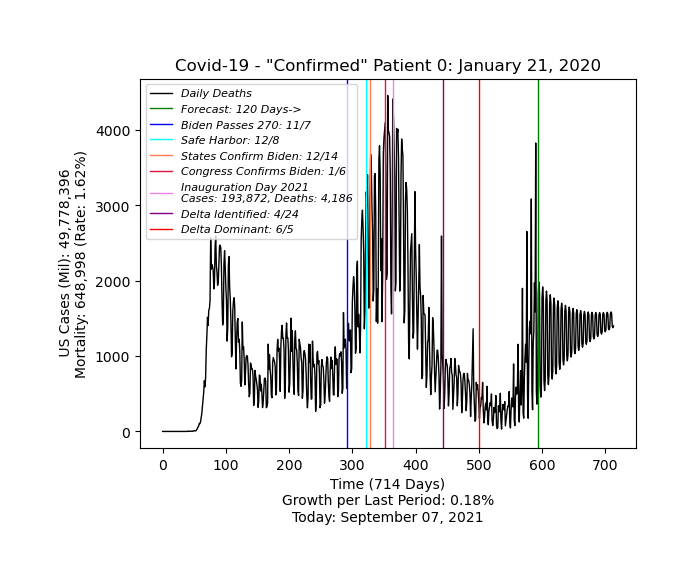 Covid-19 - "Confirmed" Patient 0: January 21, 2020
Daily Deaths
Forecast: 120 Days->
Biden Passes 270: 11/7
Safe Harbor: 12/8
States Confirm Biden: 12/14
Congress Confirms Biden: 1/6
Inauguration Day 2021
Cases: 193,872, Deaths: 4,186
Delta Identified: 4/24
Delta Dominant: 6/5
US Cases (Mil): 49,778,396
Mortality: 648,998 (Rate: 1.62%)
4000
3000
2000
1000
0
0 100 200 300 400 500 600 700
Time (714 Days)
Growth per Last Period: 0.18%
Today: September 07, 2021